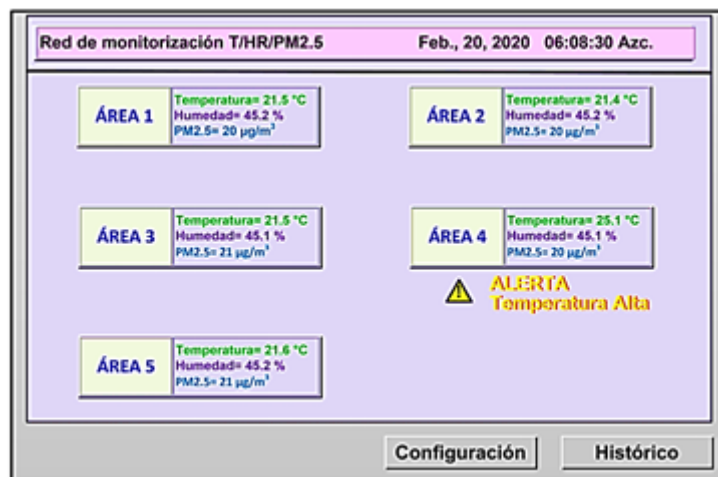 Red de monitorización T/HR/PM2.5 Feb., 20, 2020 06:08:30 Azc.
ÁREA 1
Temperatura= 21.5 °C
Humedad= 45.2 %
PM2.5= 20 µg/m³
ÁREA 2
Temperatura= 21.4 °C
Humedad= 45.2 %
PM2.5= 20 µg/m³
ÁREA 3
Temperatura= 21.5 °C
Humedad= 45.1 %
PM2.5= 21 µg/m³
ÁREA 4
Temperatura= 25.1 °C
Humedad= 45.1 %
PM2.5= 20 µg/m³
ALERTA
Temperatura Alta
ÁREA 5
Temperatura= 21.6 °C
Humedad= 45.2 %
PM2.5= 21 µg/m³
Configuración Histórico